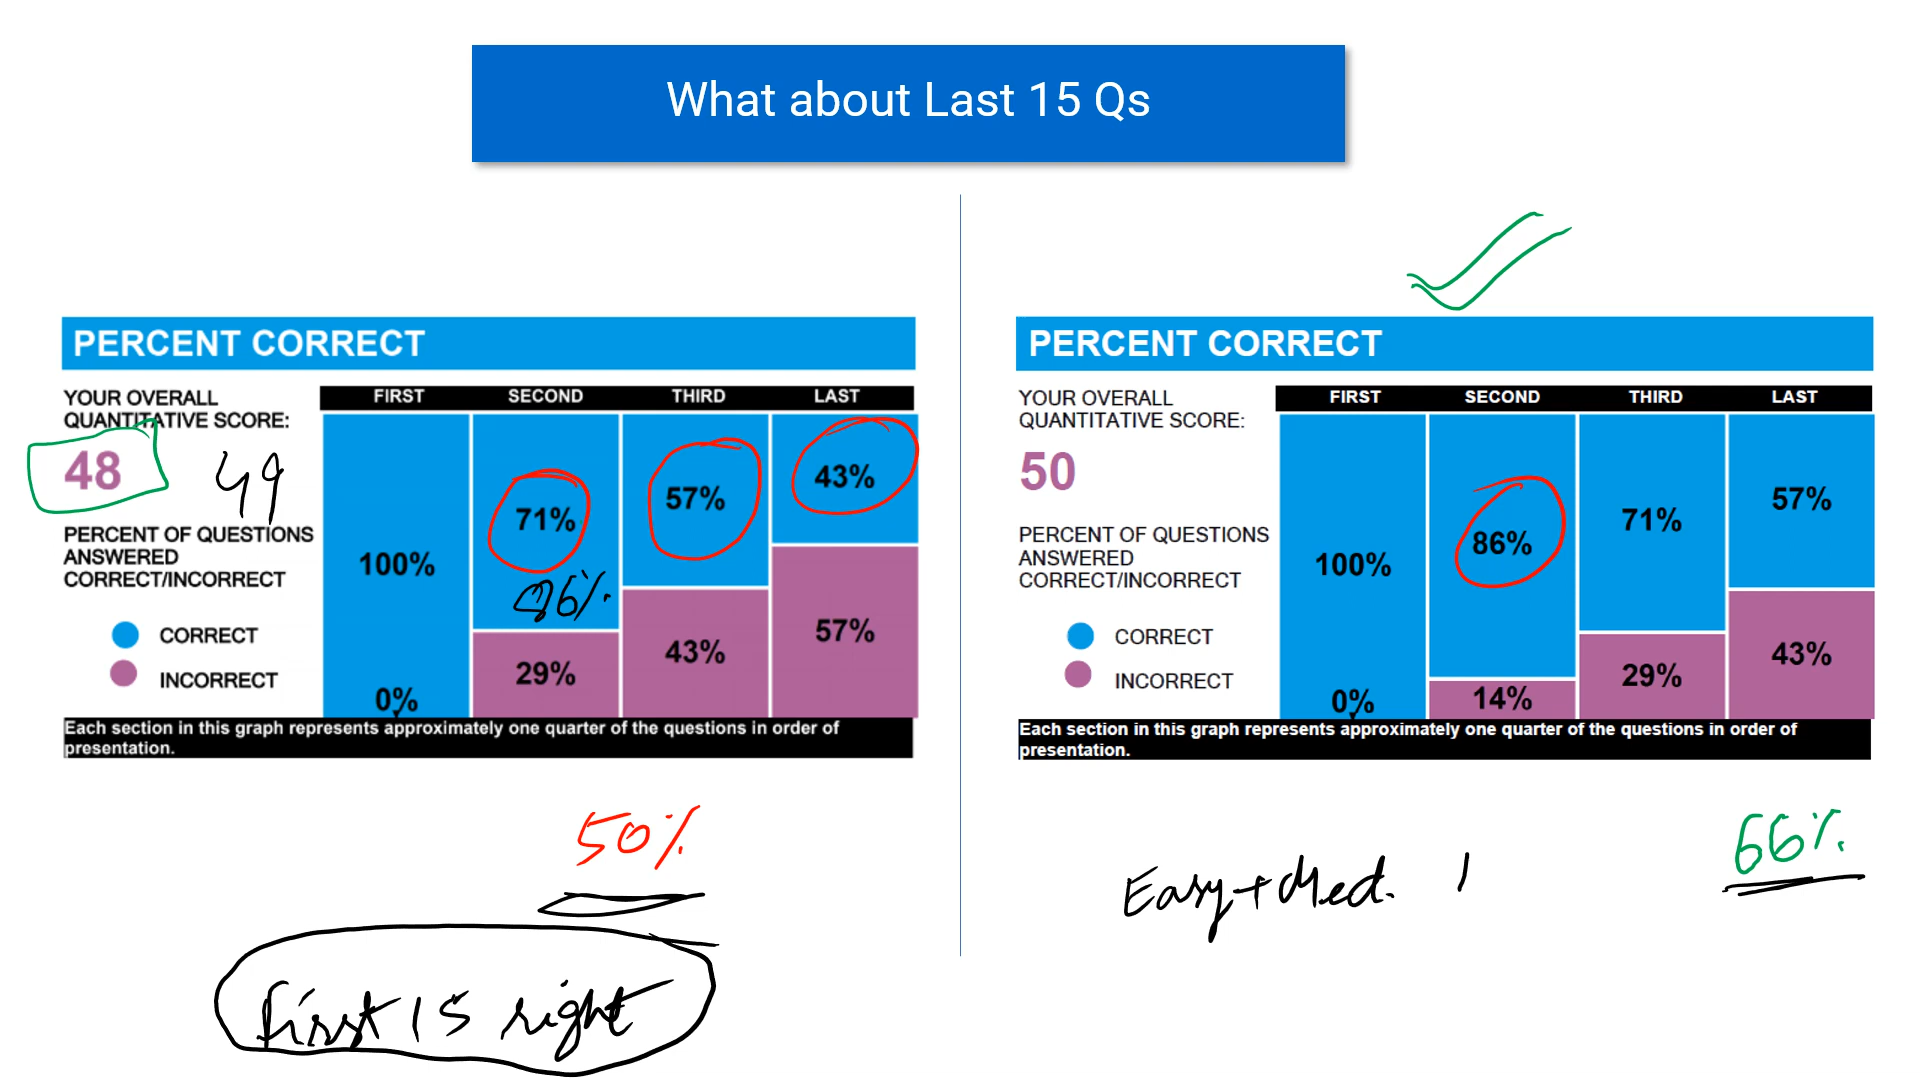 What about Last 15 Qs
PERCENT CORRECT
YOUR OVERALL
QUANTITATIVE SCORE:
48
49
PERCENT OF QUESTIONS
ANSWERED
CORRECT/INCORRECT
CORRECT
INCORRECT
FIRST SECOND THIRD LAST
100% 71% 57% 43%
86%
0% 29% 43% 57%
Each section in this graph represents approximately one quarter of the questions in order of
presentation.
50%
first 15 right
PERCENT CORRECT
YOUR OVERALL
QUANTITATIVE SCORE:
50
PERCENT OF QUESTIONS
ANSWERED
CORRECT/INCORRECT
CORRECT
INCORRECT
FIRST SECOND THIRD LAST
100% 86% 71% 57%
0% 14% 29% 43%
Each section in this graph represents approximately one quarter of the questions in order of
presentation.
66%
Easy + Med.